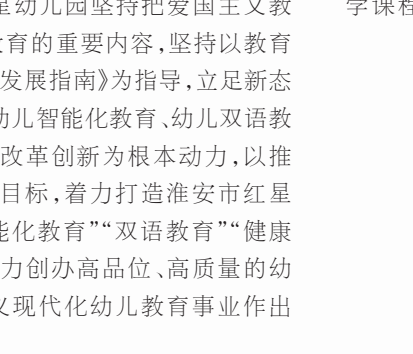 星幼儿园坚持把爱国主义教
育的重要内容，坚持以教育
发展指南》为指导，立足新态
幼儿智能化教育、幼儿双语教
改革创新为根本动力，以推
目标，着力打造淮安市红星
能化教育”“双语教育”“健康
力创办高品位、高质量的幼
义现代化幼儿教育事业作出
学课程